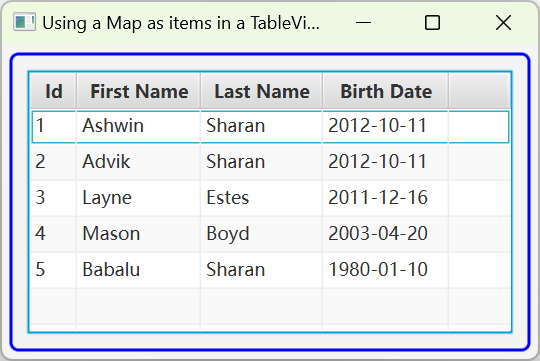 Using a Map as items in a TableVi...
Id First Name Last Name Birth Date
1 Ashwin Sharan 2012-10-11
2 Advik Sharan 2012-10-11
3 Layne Estes 2011-12-16
4 Mason Boyd 2003-04-20
5 Babalu Sharan 1980-01-10